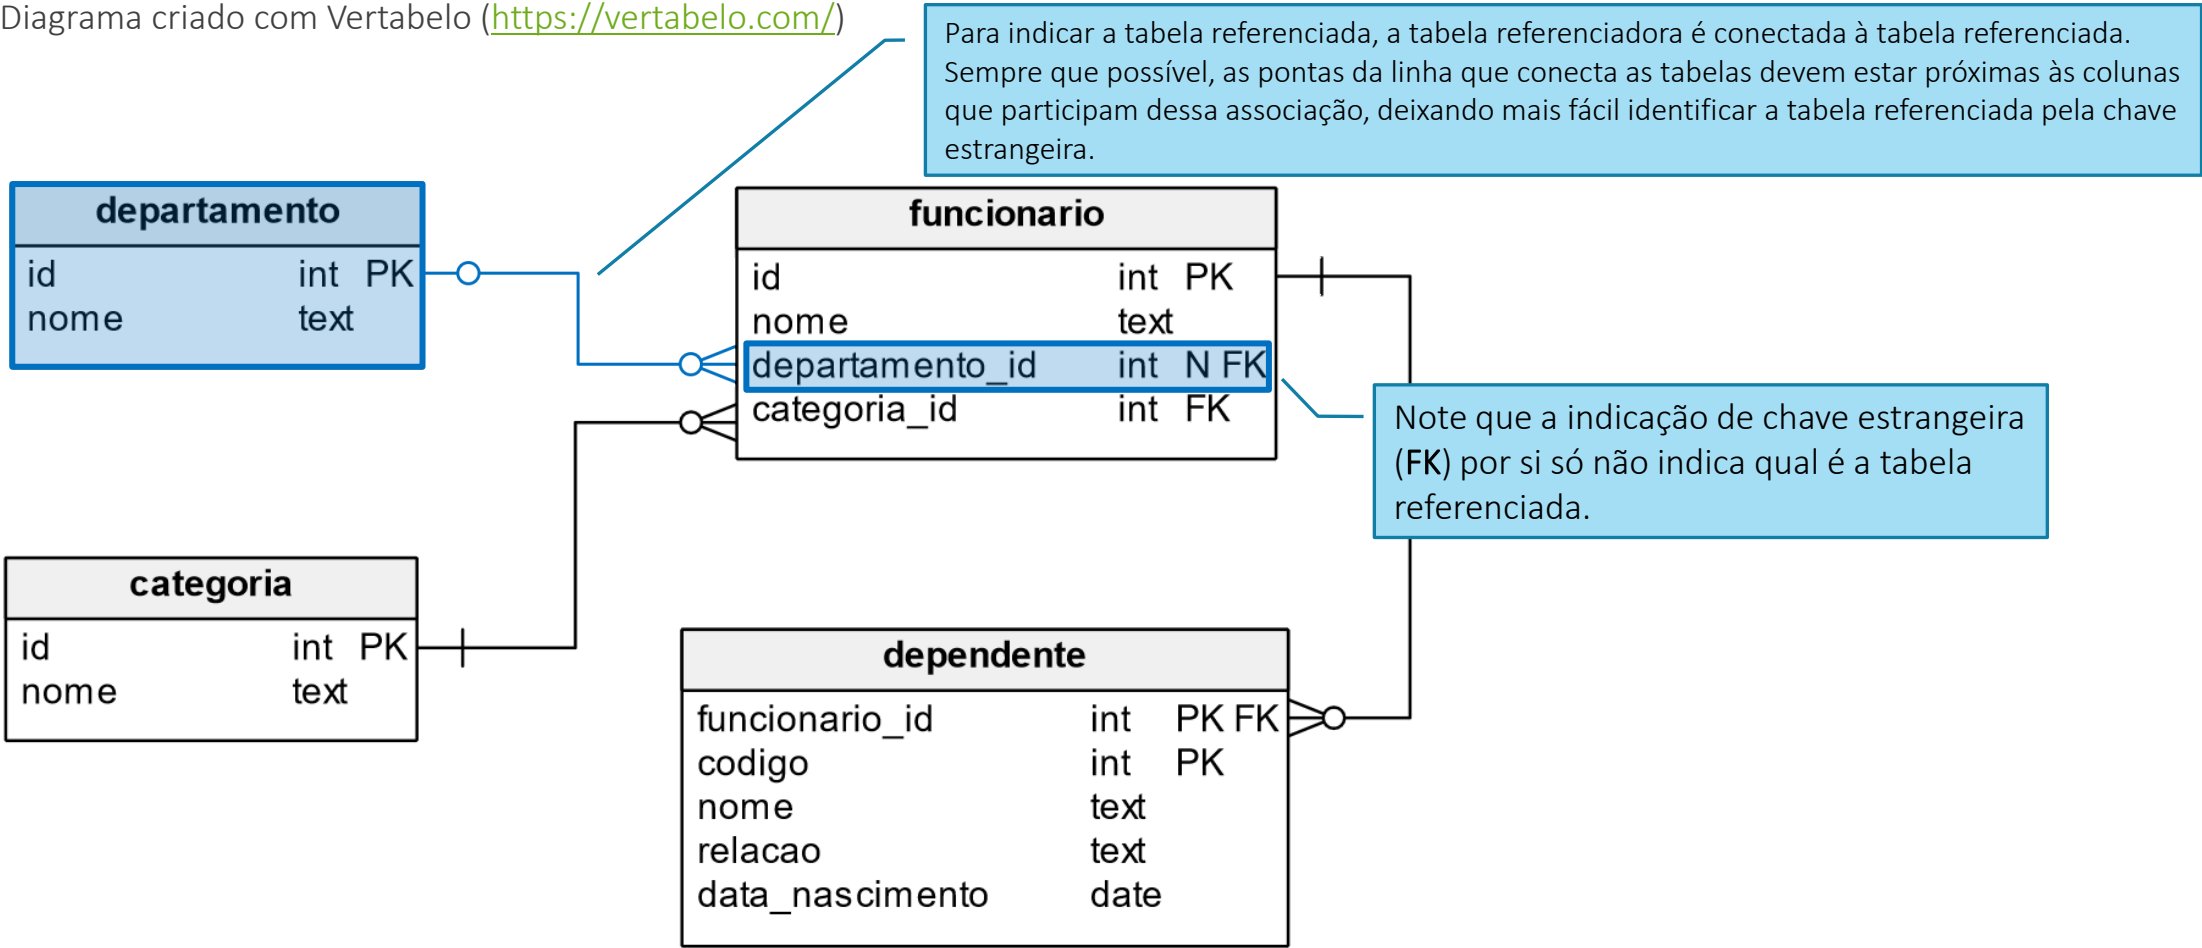 Diagrama criado com Vertabelo (https://vertabelo.com/)
Para indicar a tabela referenciada, a tabela referenciadora é conectada à tabela referenciada.
Sempre que possível, as pontas da linha que conecta as tabelas devem estar próximas às colunas
que participam dessa associação, deixando mais fácil identificar a tabela referenciada pela chave
estrangeira.
departamento
id int PK
nome text
funcionario
id int PK
nome text
departamento_id int N FK
categoria_id int FK
Note que a indicação de chave estrangeira
(FK) por si só não indica qual é a tabela
referenciada.
categoria
id int PK
nome text
dependente
funcionario_id int PK FK
codigo int PK
nome text
relacao text
data_nascimento date